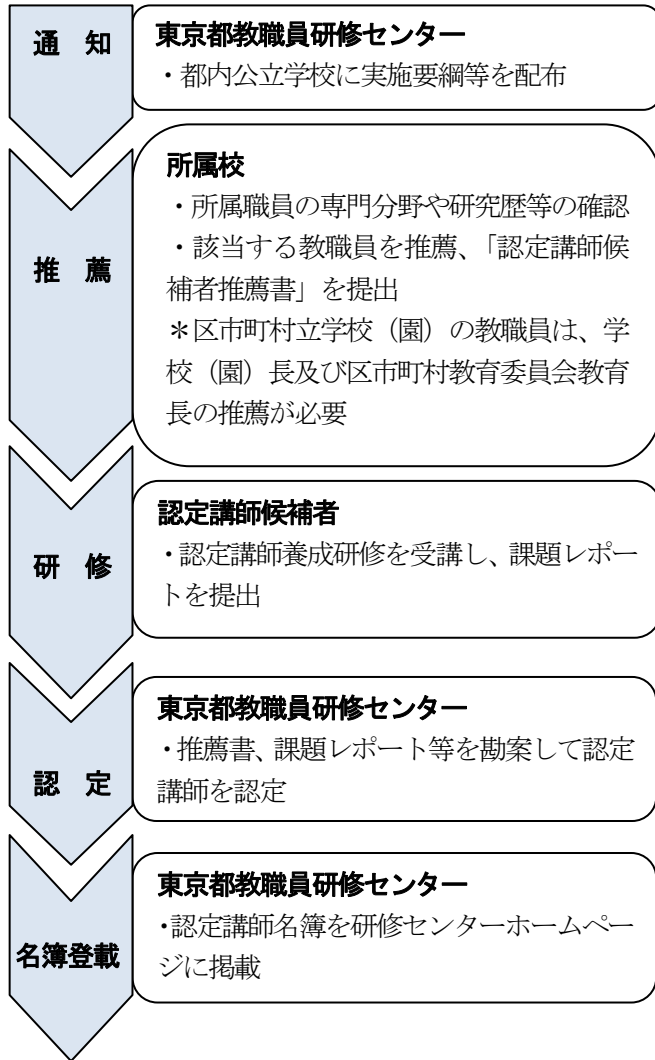 通 知
東京都教職員研修センター
・都内公立学校に実施要綱等を配布
推 薦
所属校
・所属職員の専門分野や研究歴等の確認
・該当する教職員を推薦、「認定講師候
補者推薦書」を提出
＊区市町村立学校（園）の教職員は、学
校（園）長及び区市町村教育委員会教育
長の推薦が必要
研 修
認定講師候補者
・認定講師養成研修を受講し、課題レポー
トを提出
認 定
東京都教職員研修センター
・推薦書、課題レポート等を勘案して認定
講師を認定
名簿登載
東京都教職員研修センター
・認定講師名簿を研修センターホームペー
ジに掲載